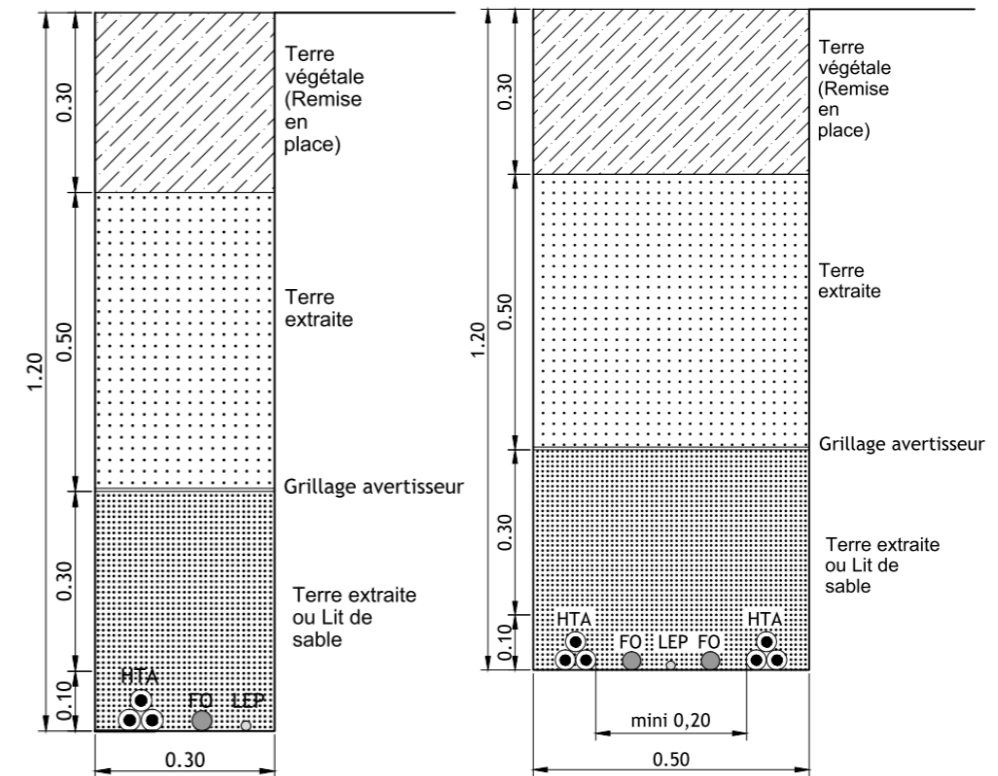 Terre
végétale
(Remise
en
place)
0.30
Terre
extraite
0.50
1.20
Grillage avertisseur
0.30
Terre extraite
ou Lit de
sable
0.10
HTA
FO
LEP
0.30
Terre
végétale
(Remise
en
place)
0.30
Terre
extraite
0.50
1.20
Grillage avertisseur
0.30
Terre extraite
ou Lit de
sable
0.10
HTA
HTA
FO
LEP
FO
mini 0,20
0.50